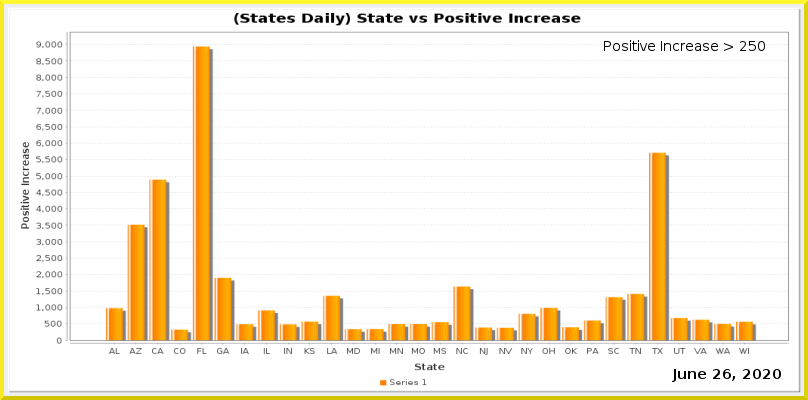 (States Daily) State vs Positive Increase
Positive Increase > 250
Positive Increase
9,000
8,500
8,000
7,500
7,000
6,500
6,000
5,500
5,000
4,500
4,000
3,500
3,000
2,500
2,000
1,500
1,000
500
0
AL AZ CA CO FL GA IA IL IN KS LA MD MI MN MO MS NC NJ NV NY OH OK PA SC TN TX UT VA WA WI
State
Series 1
June 26, 2020